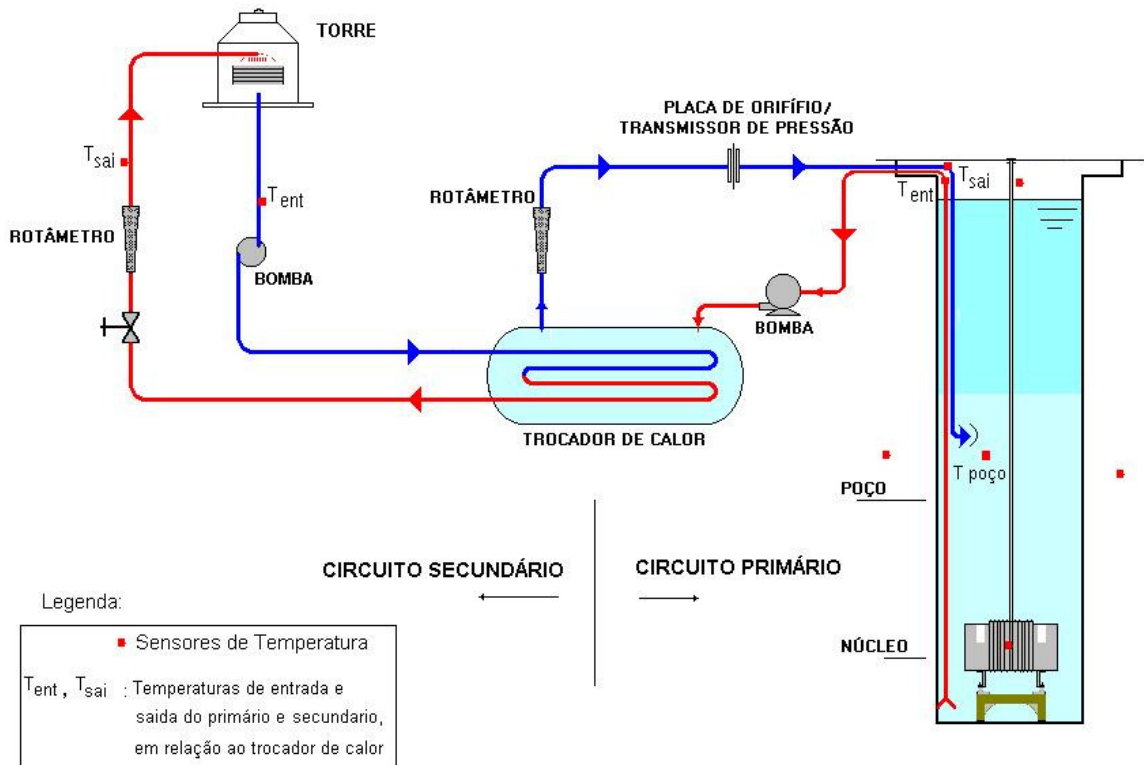 TORRE
T sai
T ent
ROTÂMETRO
BOMBA
PLACA DE ORIFÍFIO/
TRANSMISSOR DE PRESSÃO
ROTÂMETRO
T ent
T sai
BOMBA
TROCADOR DE CALOR
T poço
POÇO
NÚCLEO
CIRCUITO SECUNDÁRIO
CIRCUITO PRIMÁRIO
Legenda:
Sensores de Temperatura
T ent , T sai : Temperaturas de entrada e
saida do primário e secundario,
em relação ao trocador de calor